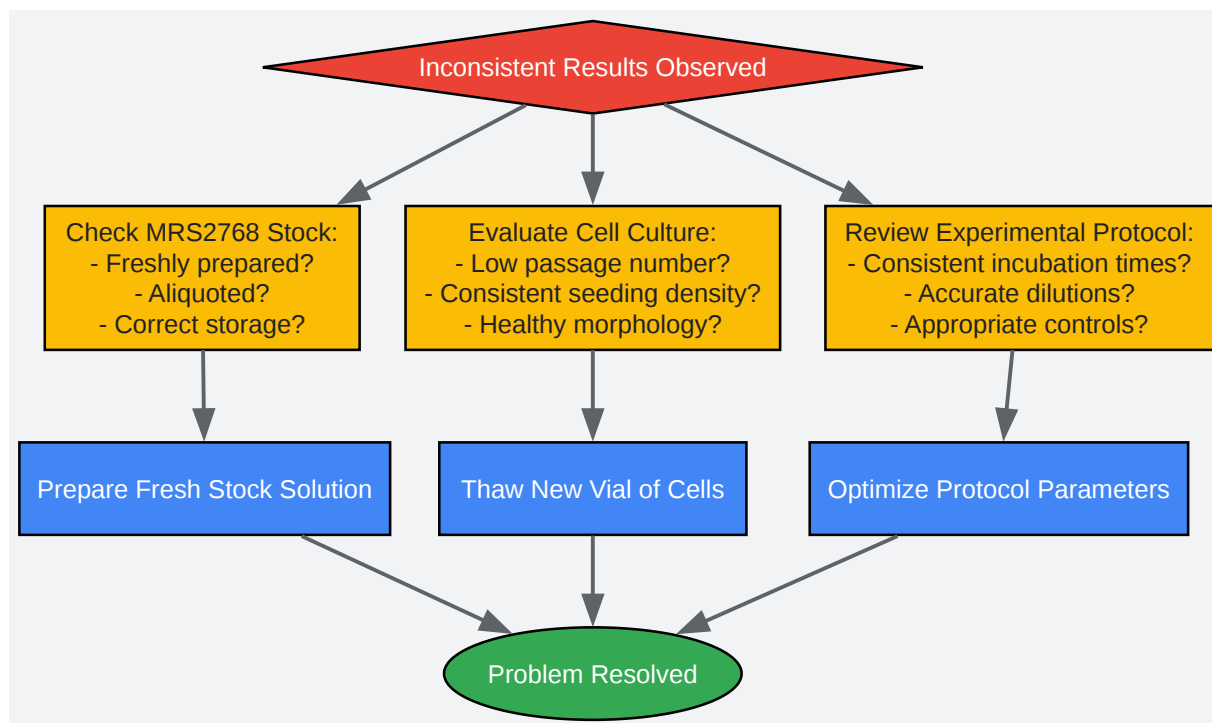 Inconsistent Results Observed
Check MRS2768 Stock:
- Freshly prepared?
- Aliquoted?
- Correct storage?
Evaluate Cell Culture:
- Low passage number?
- Consistent seeding density?
- Healthy morphology?
Review Experimental Protocol:
- Consistent incubation times?
- Accurate dilutions?
- Appropriate controls?
Prepare Fresh Stock Solution
Thaw New Vial of Cells
Optimize Protocol Parameters
Problem Resolved